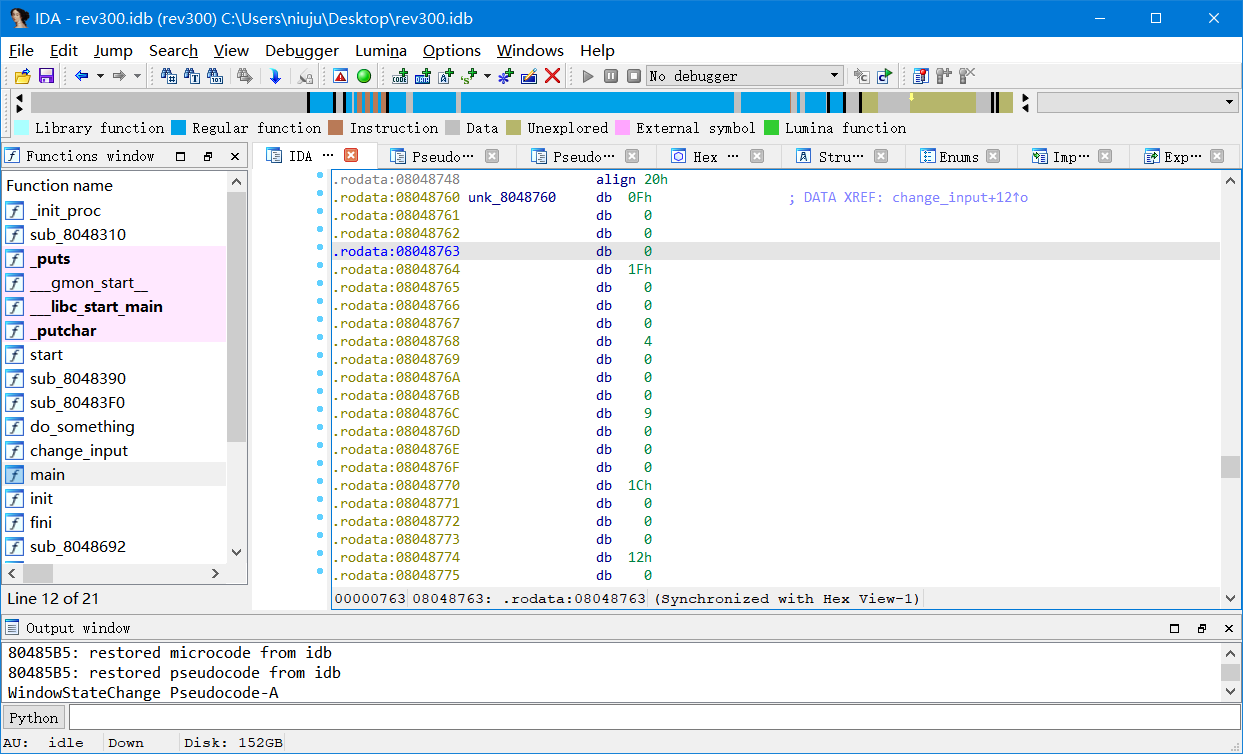 IDA - rev300.idb (rev300) C:\Users\niuju\Desktop\rev300.idb
File Edit Jump Search View Debugger Lumina Options Windows Help
No debugger
Library function Regular function Instruction Data Unexplored External symbol Lumina function
Functions window
IDA ··· Pseudo··· Pseudo··· Hex ··· Stru··· Enums Imp··· Exp···
Function name
_init_proc
sub_8048310
_puts
___gmon_start__
___libc_start_main
_putchar
start
sub_8048390
sub_80483F0
do_something
change_input
main
init
fini
sub_8048692
Line 12 of 21
.rodata:08048748 align 20h
.rodata:08048760 unk_8048760 db 0Fh ; DATA XREF: change_input+12↑o
.rodata:08048761 db 0
.rodata:08048762 db 0
.rodata:08048763 db 0
.rodata:08048764 db 1Fh
.rodata:08048765 db 0
.rodata:08048766 db 0
.rodata:08048767 db 0
.rodata:08048768 db 4
.rodata:08048769 db 0
.rodata:0804876A db 0
.rodata:0804876B db 0
.rodata:0804876C db 9
.rodata:0804876D db 0
.rodata:0804876E db 0
.rodata:0804876F db 0
.rodata:08048770 db 1Ch
.rodata:08048771 db 0
.rodata:08048772 db 0
.rodata:08048773 db 0
.rodata:08048774 db 12h
.rodata:08048775 db 0
00000763 08048763: .rodata:08048763 (Synchronized with Hex View-1)
Output window
80485B5: restored microcode from idb
80485B5: restored pseudocode from idb
WindowStateChange Pseudocode-A
Python
AU: idle Down Disk: 152GB